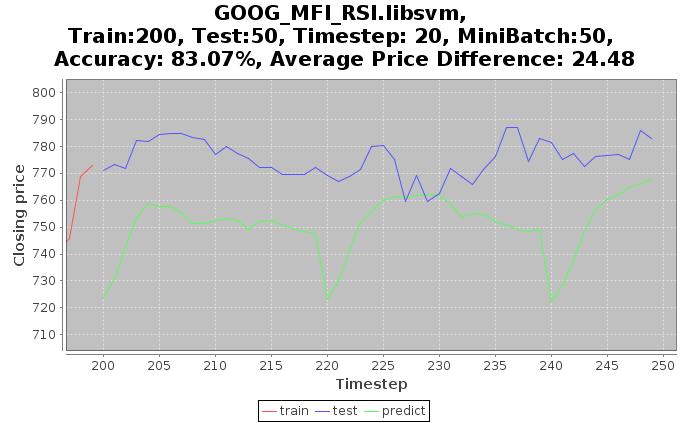 GOOG_MFI_RSI.libsvm,
Train:200, Test:50, Timestep: 20, MiniBatch:50,
Accuracy: 83.07%, Average Price Difference: 24.48
Closing price
800
790
780
770
760
750
740
730
720
710
200 205 210 215 220 225 230 235 240 245 250
Timestep
train test predict